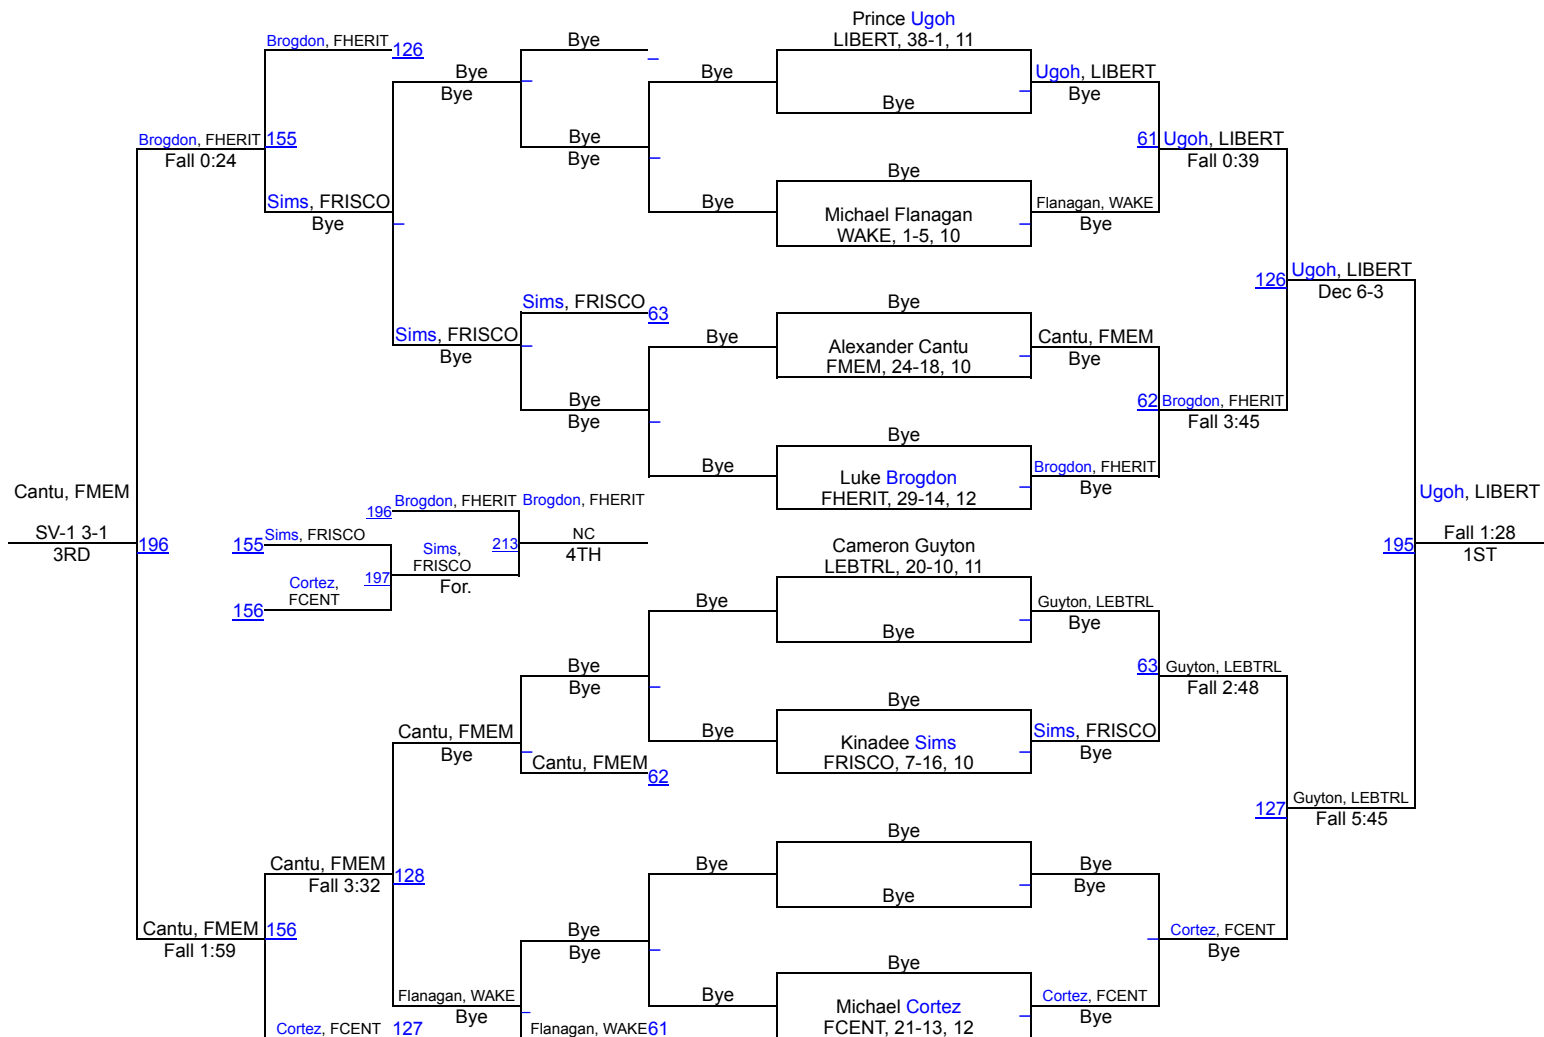 Prince Ugoh
LIBERT, 38-1, 11
Brogdon, FHERIT
126
Bye
Bye
Bye
Bye
Ugoh, LIBERT
Bye
Bye
Brogdon, FHERIT
Fall 0:24
155
Bye
Bye
61
Ugoh, LIBERT
Fall 0:39
Bye
Sims, FRISCO
Bye
Bye
Michael Flanagan
WAKE, 1-5, 10
Flanagan, WAKE
Bye
126
Ugoh, LIBERT
Dec 6-3
Sims, FRISCO
63
Bye
Sims, FRISCO
Bye
Bye
Alexander Cantu
FMEM, 24-18, 10
Cantu, FMEM
Bye
Bye
Bye
62
Brogdon, FHERIT
Fall 3:45
Bye
Bye
Luke Brogdon
FHERIT, 29-14, 12
Brogdon, FHERIT
Bye
Cantu, FMEM
SV-1 3-1
3RD
196
196
Brogdon, FHERIT
Brogdon, FHERIT
155
Sims, FRISCO
Sims,
FRISCO
For.
213
NC
4TH
197
Cortez,
FCENT
156
Ugoh, LIBERT
195
Fall 1:28
1ST
Cameron Guyton
LEBTRL, 20-10, 11
Bye
Bye
Guyton, LEBTRL
Bye
Bye
Bye
63
Guyton, LEBTRL
Fall 2:48
Bye
Cantu, FMEM
Bye
Bye
Kinadee Sims
FRISCO, 7-16, 10
Sims, FRISCO
Bye
Cantu, FMEM
62
127
Guyton, LEBTRL
Fall 5:45
Bye
Cantu, FMEM
Fall 3:32
128
Bye
Bye
Bye
Bye
Cantu, FMEM
Fall 1:59
156
Bye
Bye
Cortez, FCENT
Bye
Bye
Flanagan, WAKE
Bye
Bye
Michael Cortez
FCENT, 21-13, 12
Cortez, FCENT
Bye
Cortez, FCENT
127
Flanagan, WAKE
61